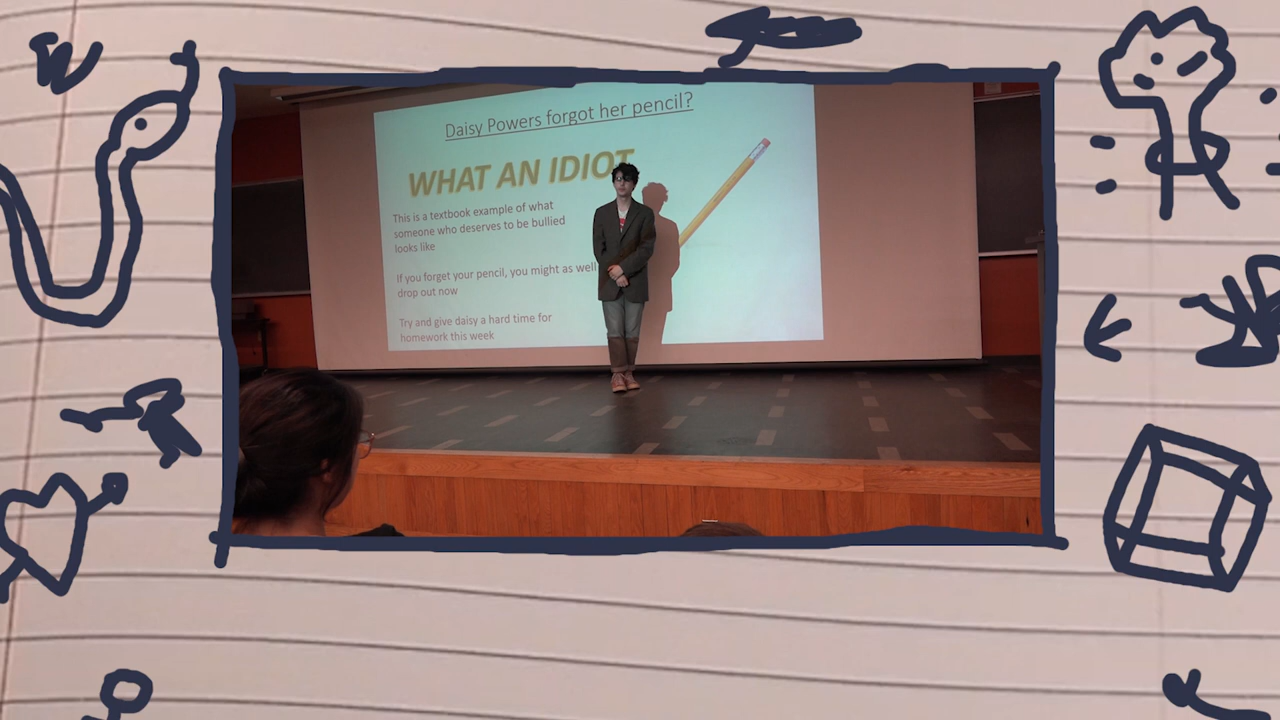 Daisy Powers forgot her pencil?
WHAT AN IDIOT
This is a textbook example of what
someone who deserves to be bullied
looks like
If you forget your pencil, you might as well
drop out now
Try and give daisy a hard time for
homework this week